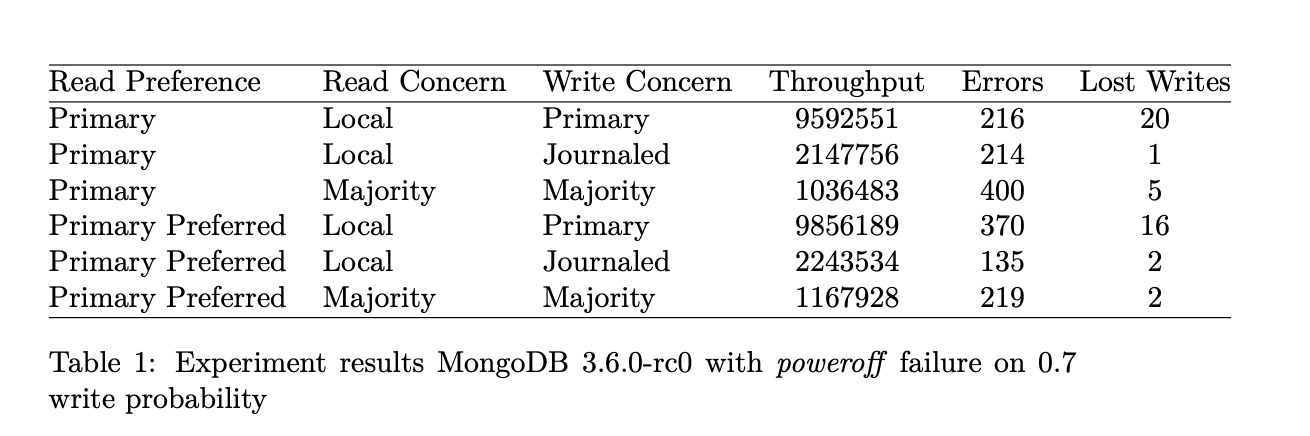 Read Preference Read Concern Write Concern Throughput Errors Lost Writes
Primary Local Primary 9592551 216 20
Primary Local Journaled 2147756 214 1
Primary Majority Majority 1036483 400 5
Primary Preferred Local Primary 9856189 370 16
Primary Preferred Local Journaled 2243534 135 2
Primary Preferred Majority Majority 1167928 219 2
Table 1: Experiment results MongoDB 3.6.0-rc0 with poweroff failure on 0.7
write probability